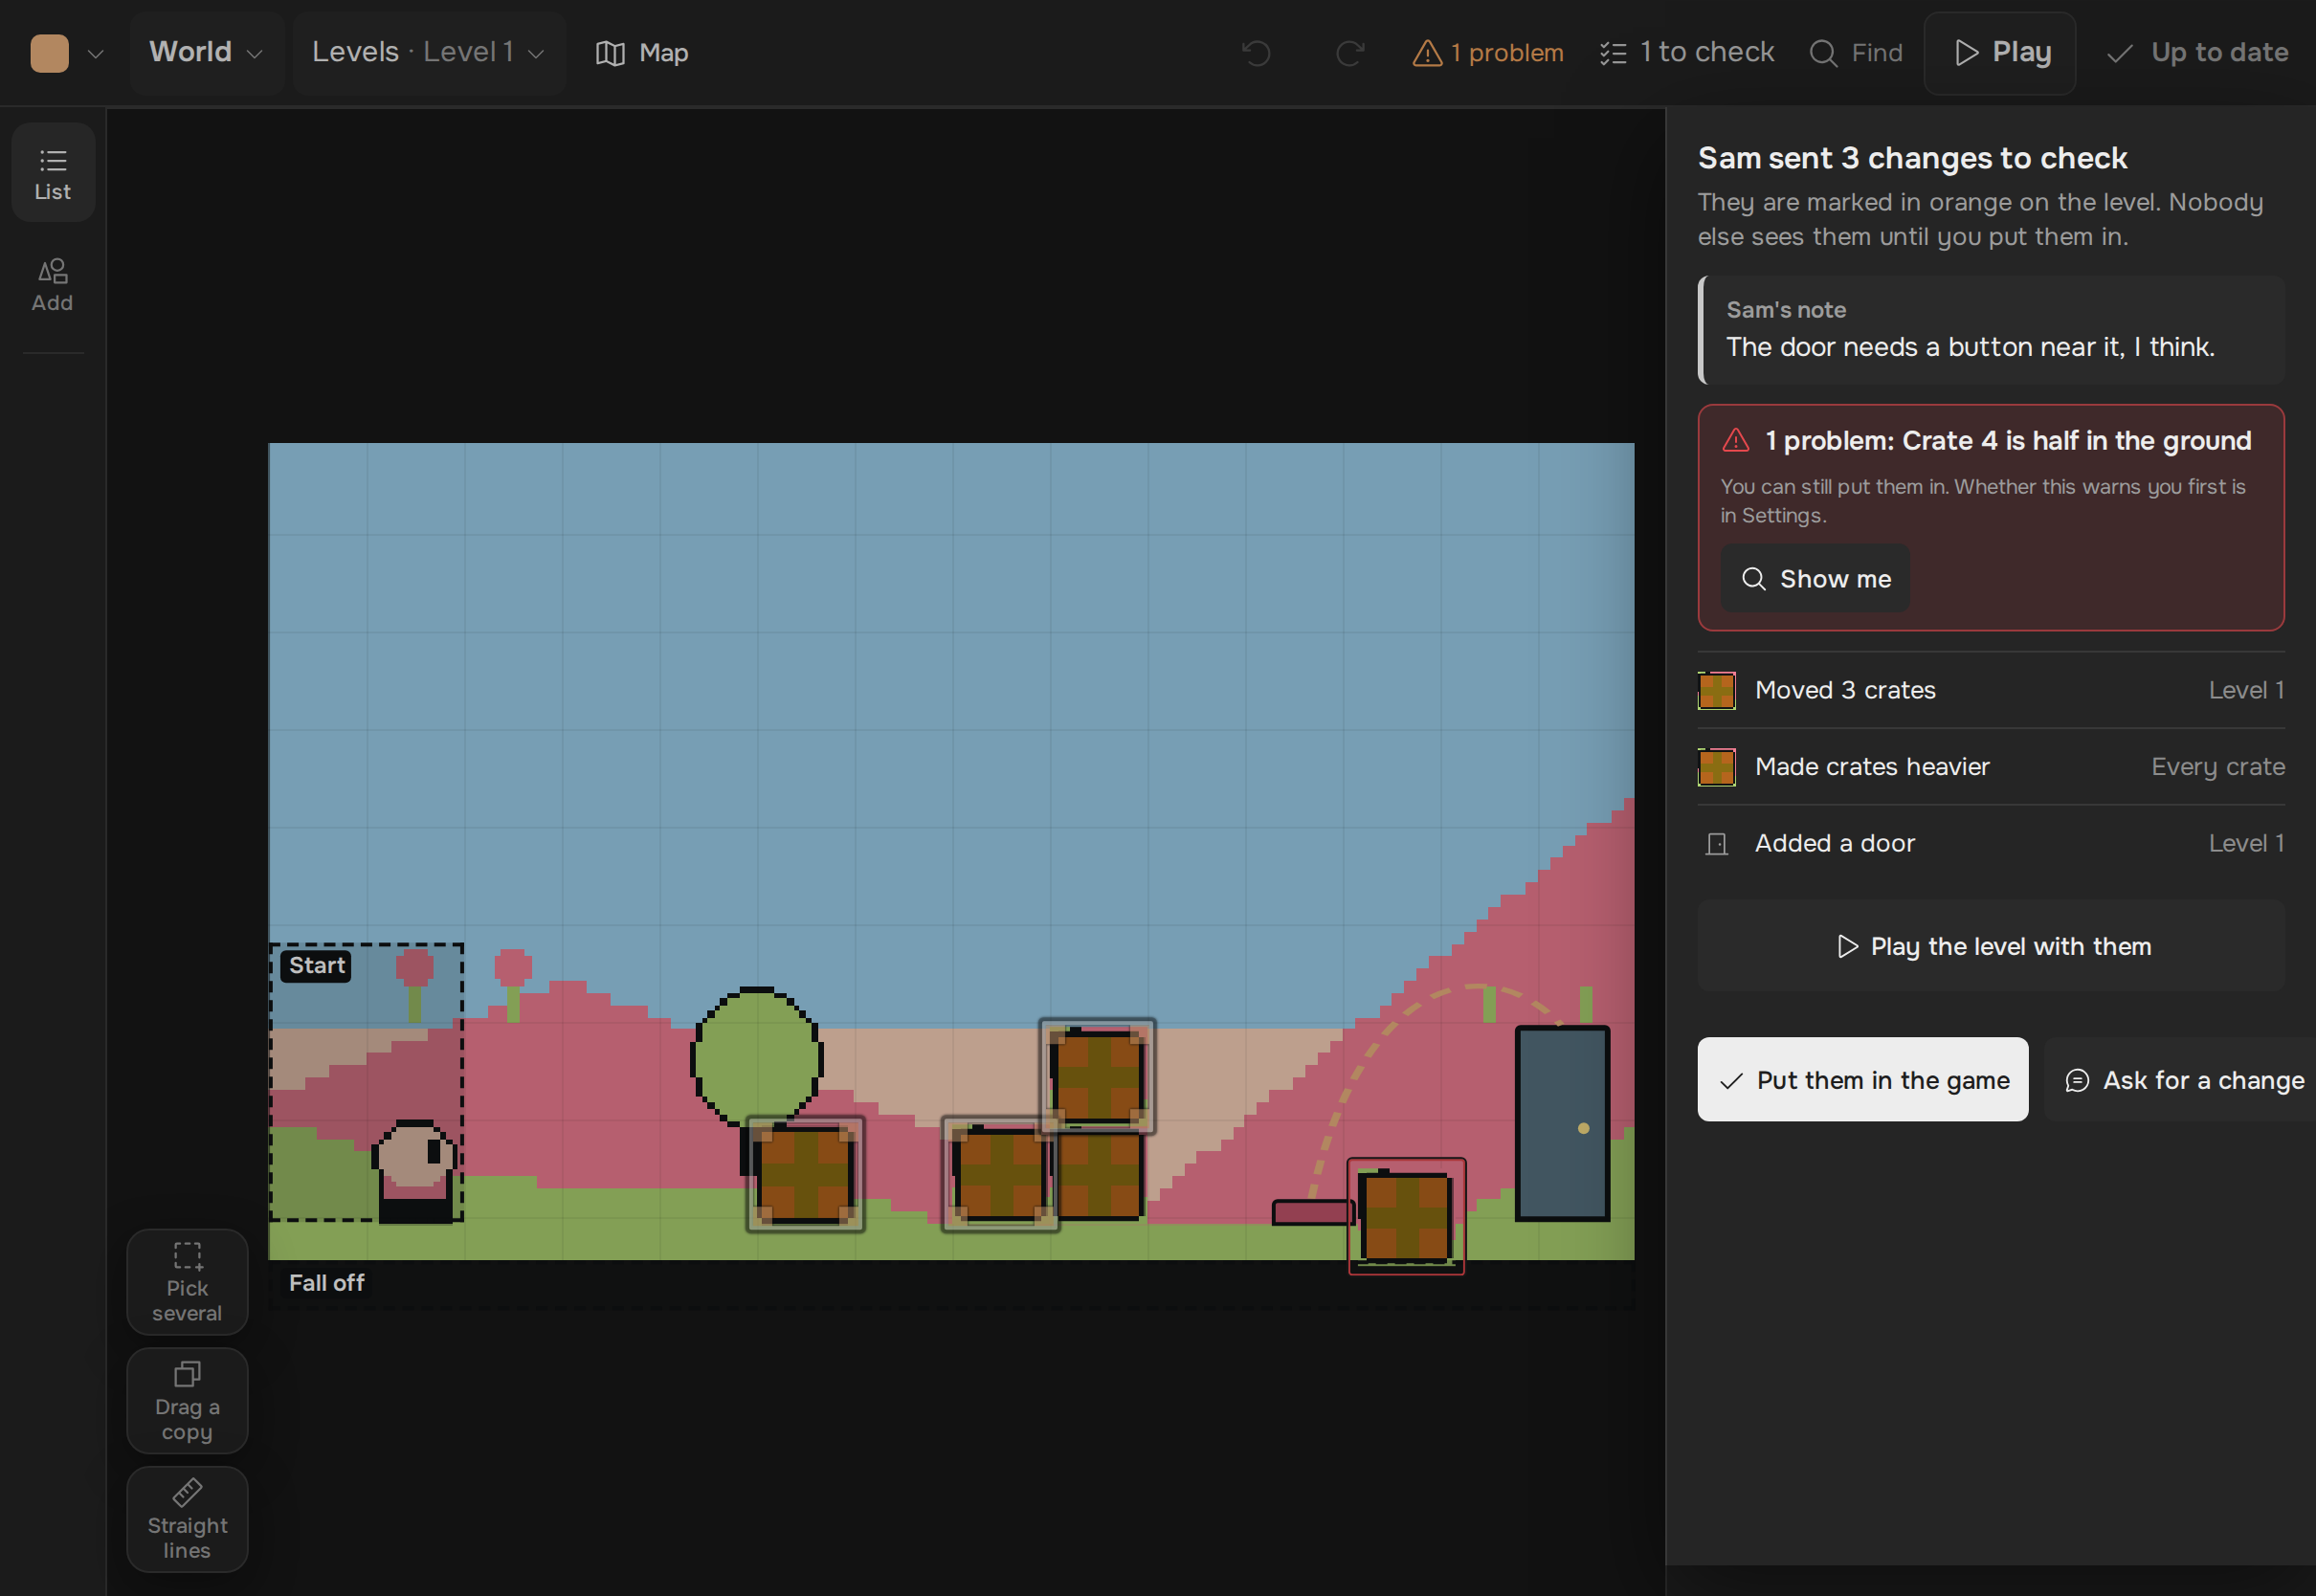 World
Levels · Level 1
Map
1 problem
1 to check
Find
Play
Up to date
List
Add
Start
Fall off
Pick
several
Drag a
copy
Straight
lines
Sam sent 3 changes to check
They are marked in orange on the level. Nobody
else sees them until you put them in.
Sam's note
The door needs a button near it, I think.
1 problem: Crate 4 is half in the ground
You can still put them in. Whether this warns you first is
in Settings.
Show me
Moved 3 crates
Level 1
Made crates heavier
Every crate
Added a door
Level 1
Play the level with them
Put them in the game
Ask for a change